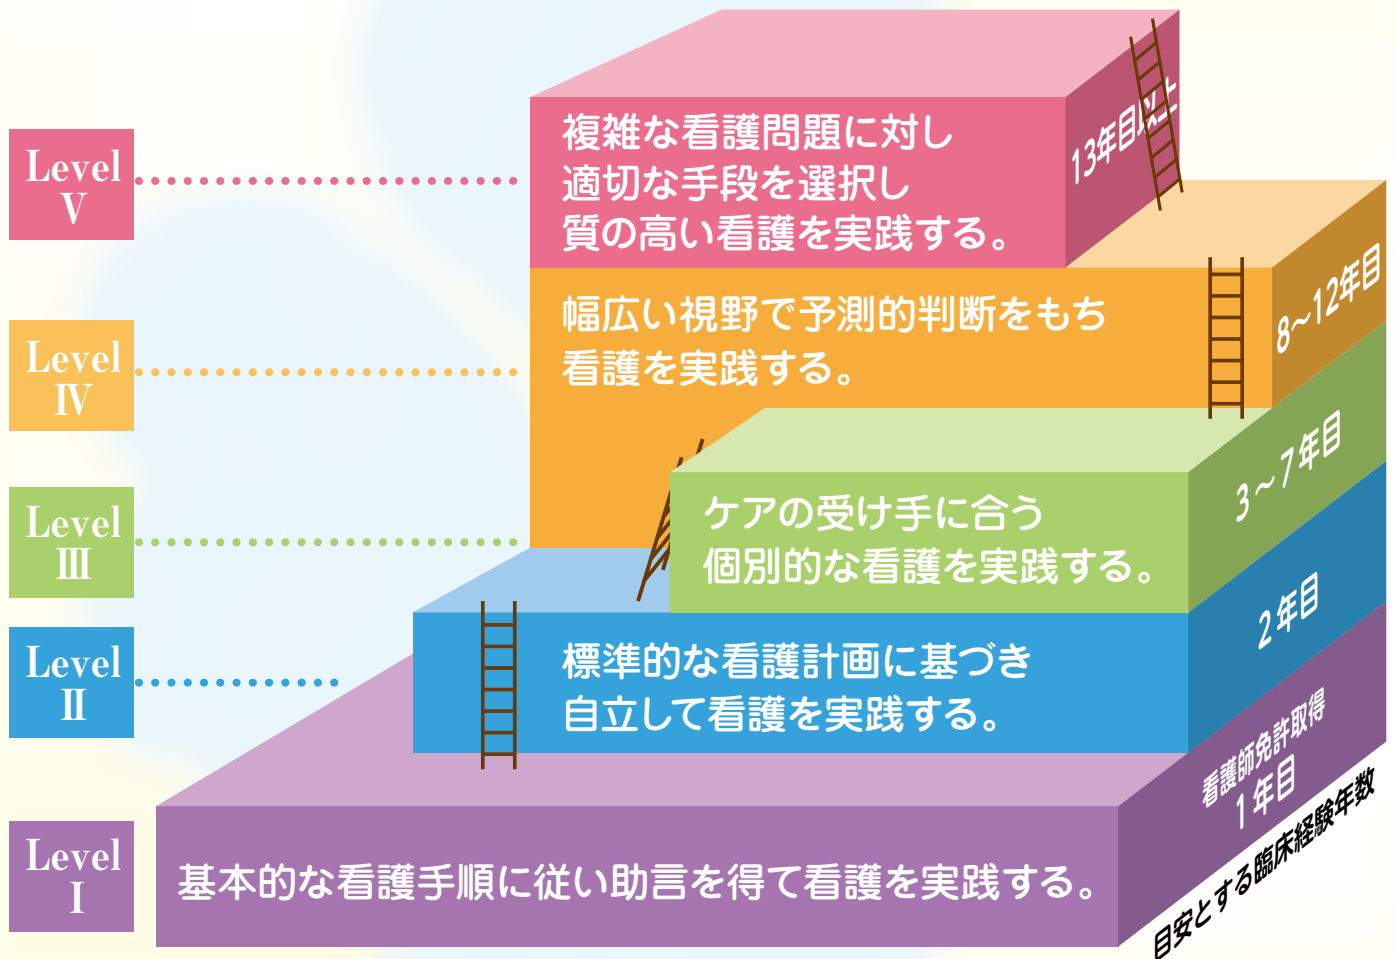 Level
V
複雑な看護問題に対し
適切な手段を選択し
質の高い看護を実践する。
13年目以上
Level
IV
幅広い視野で予測的判断をもち
看護を実践する。
8～12年目
Level
III
ケアの受け手に合う
個別的な看護を実践する。
3～7年目
Level
II
標準的な看護計画に基づき
自立して看護を実践する。
2年目
Level
I
基本的な看護手順に従い助言を得て看護を実践する。
看護師免許取得
1年目
目安とする臨床経験年数